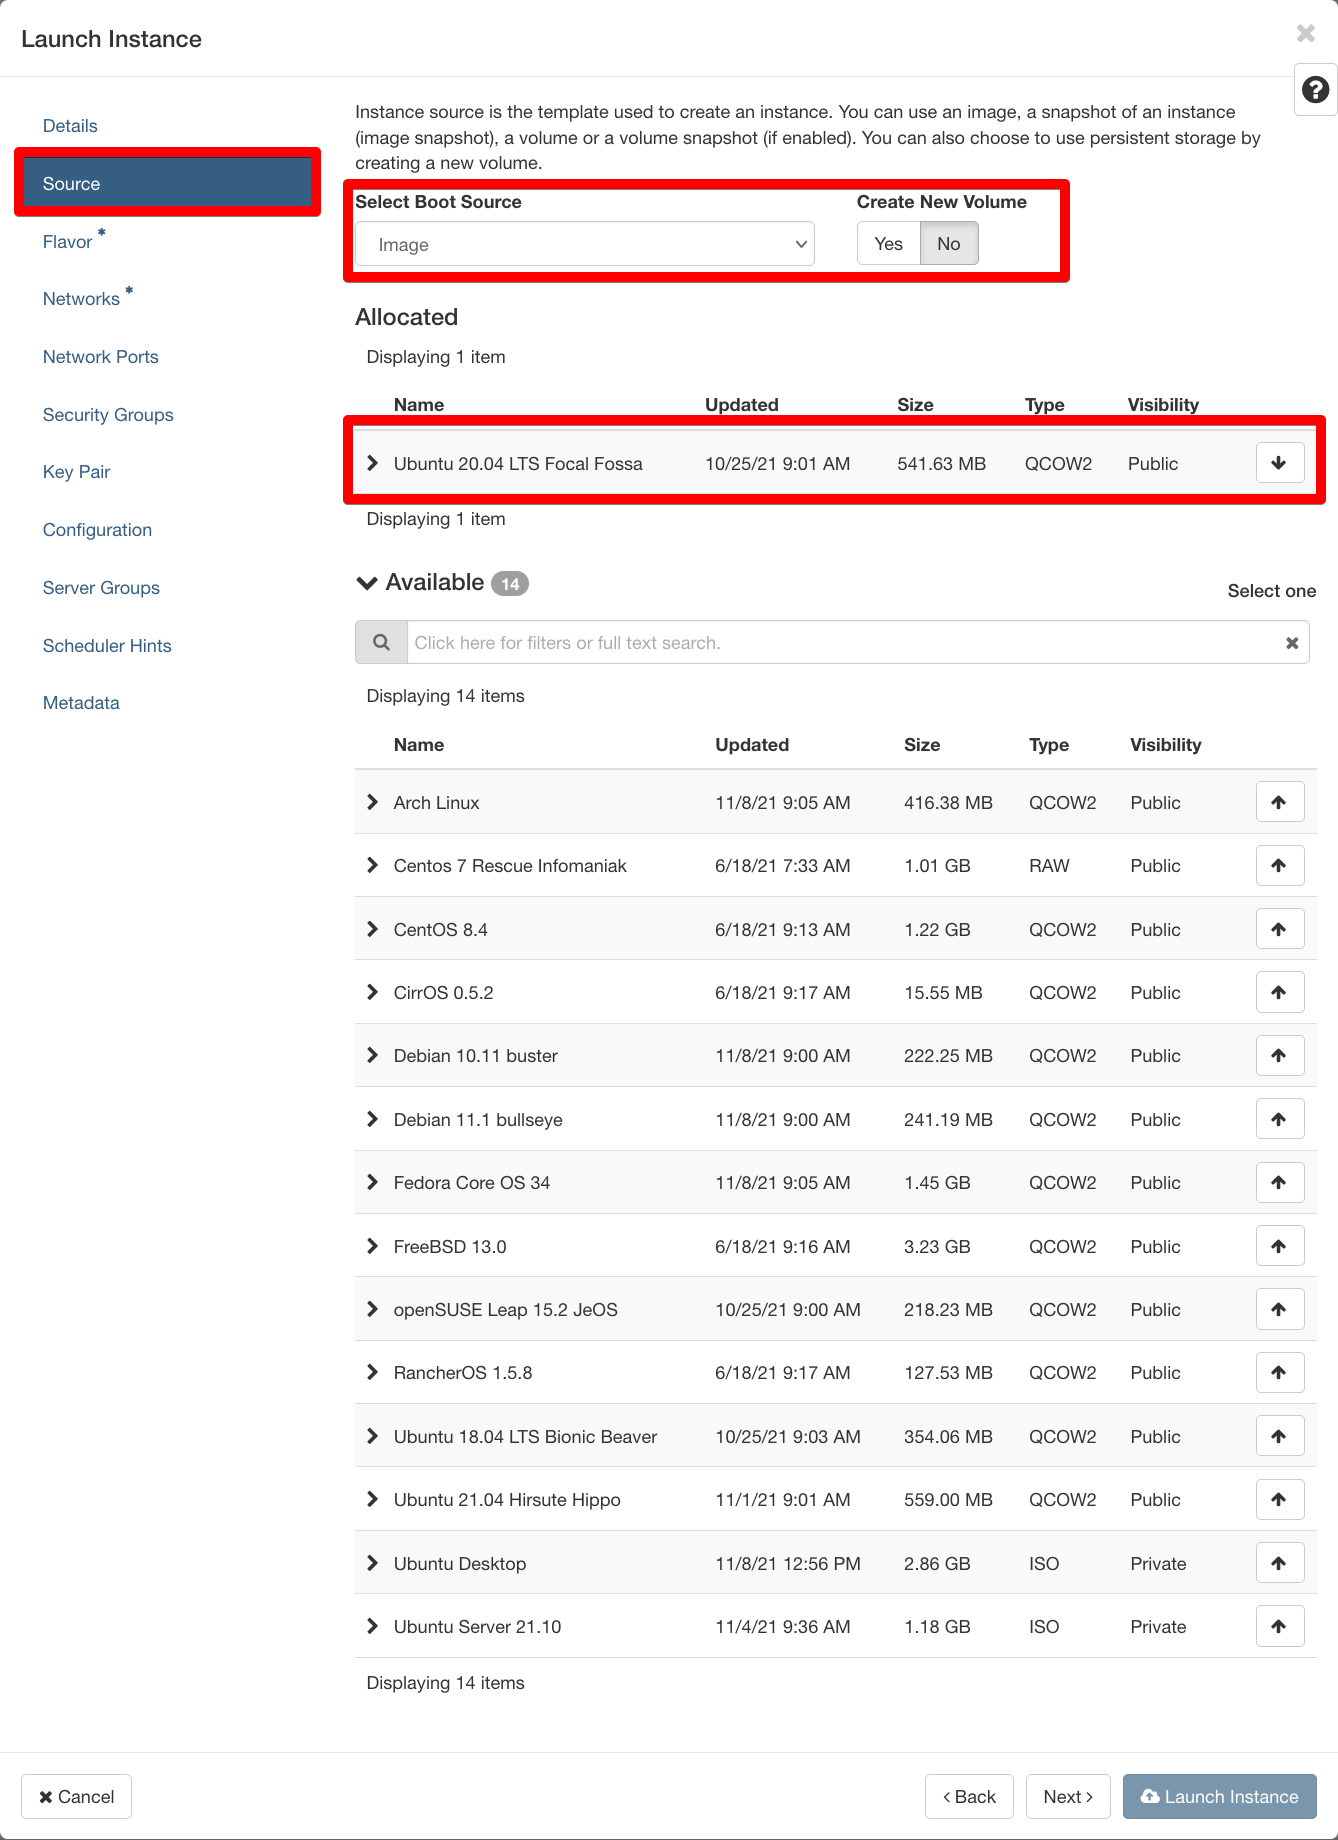 Launch Instance
Details
Source
Flavor *
Networks *
Network Ports
Security Groups
Key Pair
Configuration
Server Groups
Scheduler Hints
Metadata
Instance source is the template used to create an instance. You can use an image, a snapshot of an instance
(image snapshot), a volume or a volume snapshot (if enabled). You can also choose to use persistent storage by
creating a new volume.
Select Boot Source Create New Volume
Image Yes No
Allocated
Displaying 1 item
Name Updated Size Type Visibility
Ubuntu 20.04 LTS Focal Fossa 10/25/21 9:01 AM 541.63 MB QCOW2 Public
Displaying 1 item
Available 14
Select one
Click here for filters or full text search.
Displaying 14 items
Name Updated Size Type Visibility
Arch Linux 11/8/21 9:05 AM 416.38 MB QCOW2 Public
Centos 7 Rescue Infomaniak 6/18/21 7:33 AM 1.01 GB RAW Public
CentOS 8.4 6/18/21 9:13 AM 1.22 GB QCOW2 Public
CirrOS 0.5.2 6/18/21 9:17 AM 15.55 MB QCOW2 Public
Debian 10.11 buster 11/8/21 9:00 AM 222.25 MB QCOW2 Public
Debian 11.1 bullseye 11/8/21 9:00 AM 241.19 MB QCOW2 Public
Fedora Core OS 34 11/8/21 9:05 AM 1.45 GB QCOW2 Public
FreeBSD 13.0 6/18/21 9:16 AM 3.23 GB QCOW2 Public
openSUSE Leap 15.2 JeOS 10/25/21 9:00 AM 218.23 MB QCOW2 Public
RancherOS 1.5.8 6/18/21 9:17 AM 127.53 MB QCOW2 Public
Ubuntu 18.04 LTS Bionic Beaver 10/25/21 9:03 AM 354.06 MB QCOW2 Public
Ubuntu 21.04 Hirsute Hippo 11/1/21 9:01 AM 559.00 MB QCOW2 Public
Ubuntu Desktop 11/8/21 12:56 PM 2.86 GB ISO Private
Ubuntu Server 21.10 11/4/21 9:36 AM 1.18 GB ISO Private
Displaying 14 items
Cancel < Back Next > Launch Instance